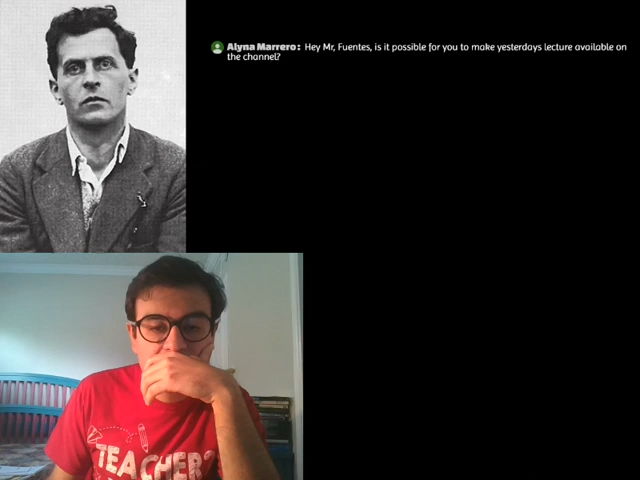 Alyna Marrero: Hey Mr, Fuentes, is it possible for you to make yesterdays lecture available on
the channel?
TEACHER